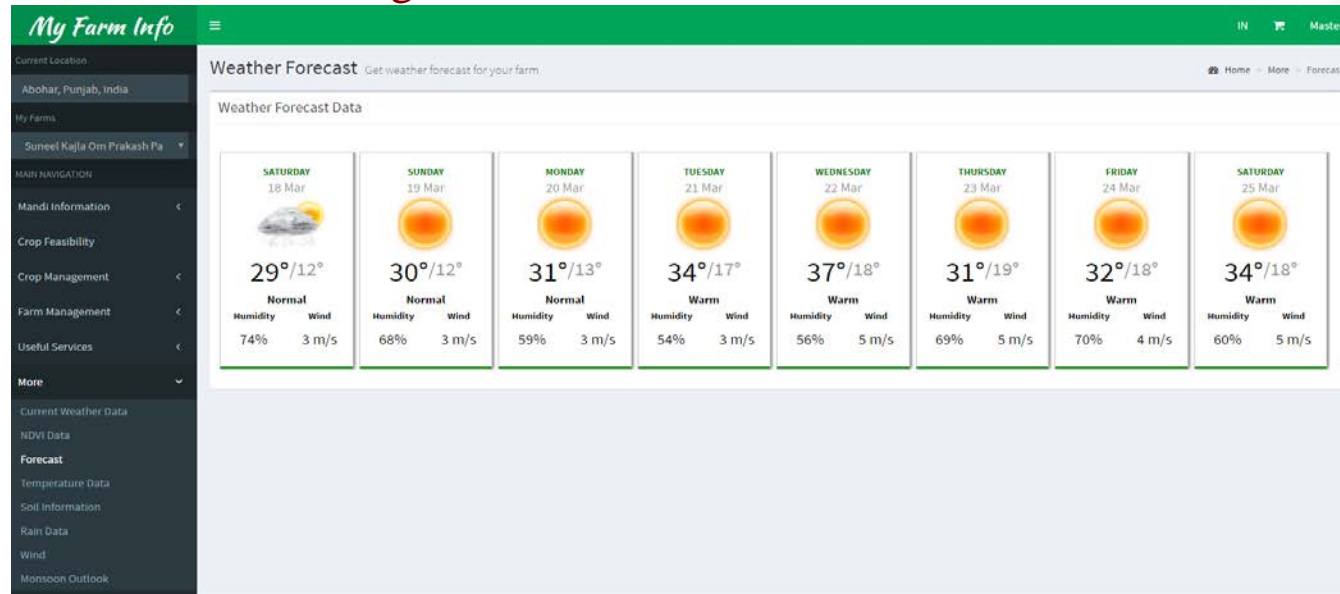 My Farm Info
IN
Maste
Current Location
Abohar, Punjab, India
My Farms
Suneel Kajla Om Prakash Pa
MAIN NAVIGATION
Mandi Information
Crop Feasibility
Crop Management
Farm Management
Useful Services
More
Current Weather Data
NDVI Data
Forecast
Temperature Data
Soil Information
Rain Data
Wind
Monsoon Outlook
Weather Forecast Get weather forecast for your farm
Home > More > Forecas
Weather Forecast Data
SATURDAY
18 Mar
29°/12°
Normal
Humidity Wind
74% 3 m/s
SUNDAY
19 Mar
30°/12°
Normal
Humidity Wind
68% 3 m/s
MONDAY
20 Mar
31°/13°
Normal
Humidity Wind
59% 3 m/s
TUESDAY
21 Mar
34°/17°
Warm
Humidity Wind
54% 3 m/s
WEDNESDAY
22 Mar
37°/18°
Warm
Humidity Wind
56% 5 m/s
THURSDAY
23 Mar
31°/19°
Warm
Humidity Wind
69% 5 m/s
FRIDAY
24 Mar
32°/18°
Warm
Humidity Wind
70% 4 m/s
SATURDAY
25 Mar
34°/18°
Warm
Humidity Wind
60% 5 m/s